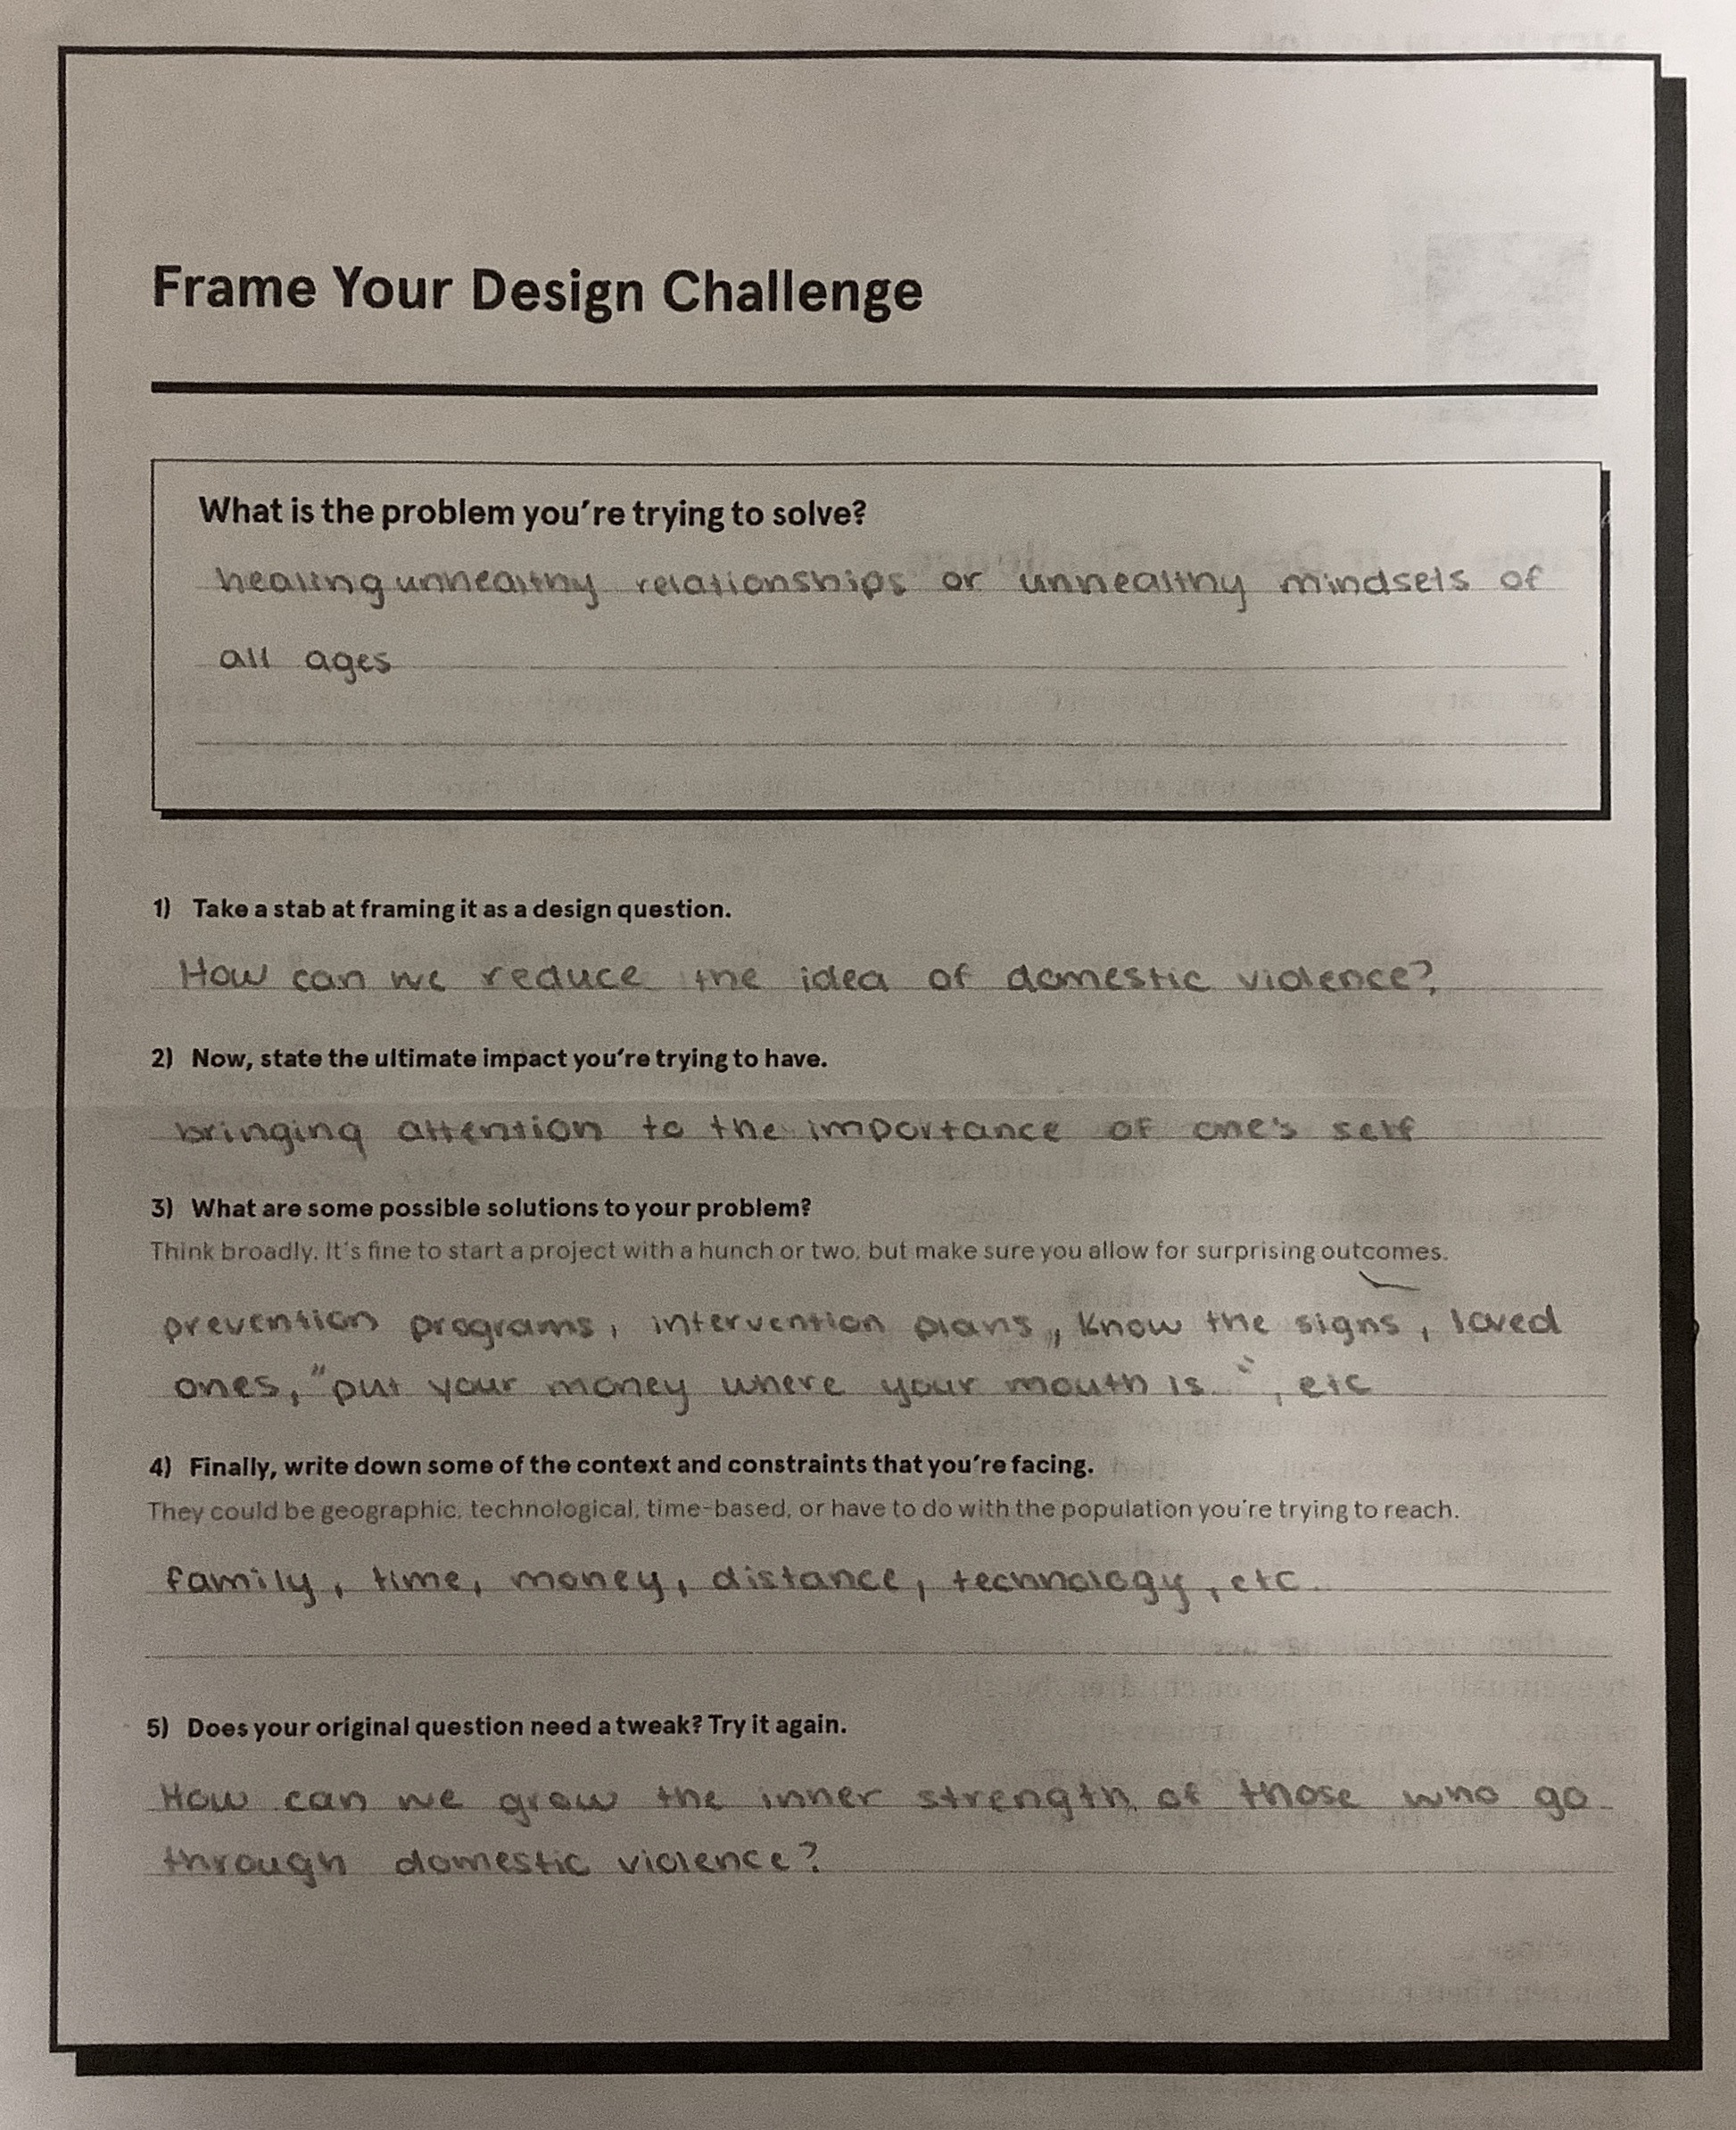 Frame Your Design Challenge
What is the problem you're trying to solve?
healing unhealthy relationships or unhealthy mindsets of
all ages
1) Take a stab at framing it as a design question.
How can we reduce the idea of domestic violence?
2) Now, state the ultimate impact you're trying to have.
bringing attention to the importance of one's self
3) What are some possible solutions to your problem?
Think broadly. It's fine to start a project with a hunch or two, but make sure you allow for surprising outcomes.
prevention programs, intervention plans, know the signs, loved
ones, "put your money where your mouth is", etc
4) Finally, write down some of the context and constraints that you're facing.
They could be geographic, technological, time-based, or have to do with the population you're trying to reach.
family, time, money, distance, technology, etc.
5) Does your original question need a tweak? Try it again.
How can we grow the inner strength of those who go
through domestic violence?